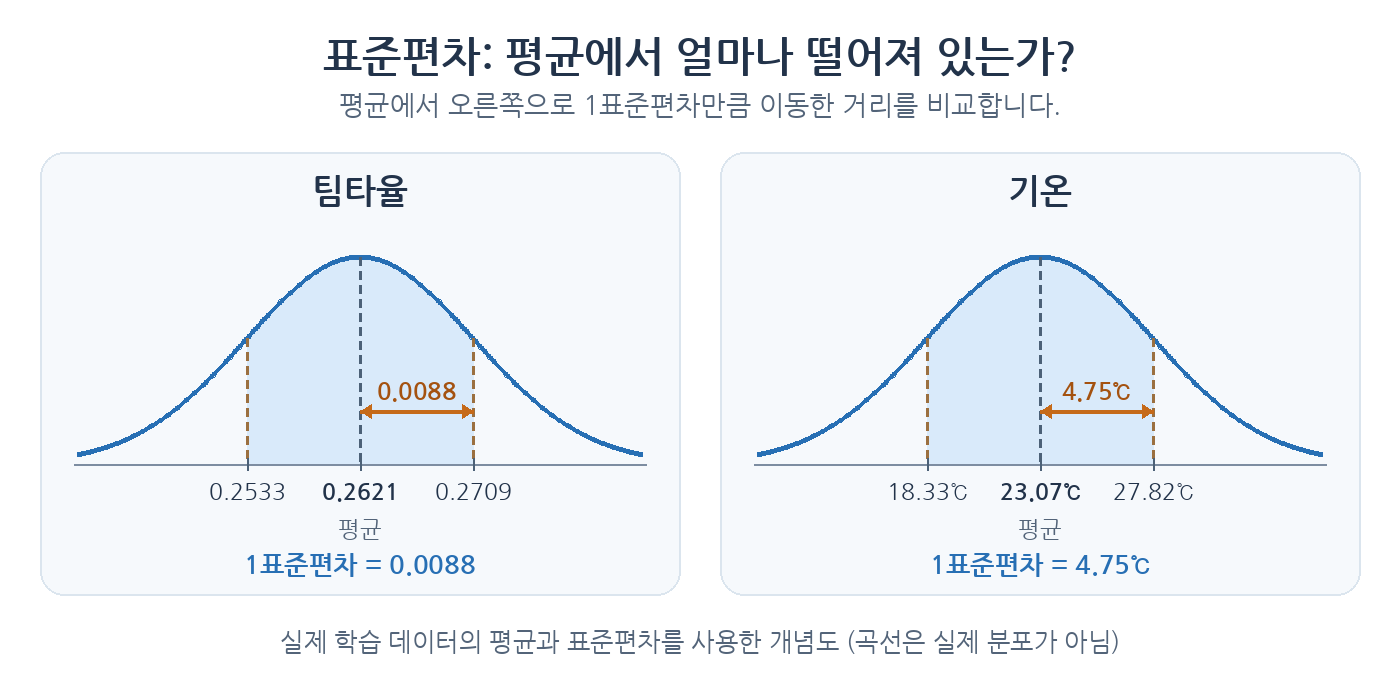 표준편차: 평균에서 얼마나 떨어져 있는가?
평균에서 오른쪽으로 1표준편차만큼 이동한 거리를 비교합니다.
팀타율
0.0088
0.2533 0.2621 0.2709
평균
1표준편차 = 0.0088
기온
4.75℃
18.33℃ 23.07℃ 27.82℃
평균
1표준편차 = 4.75℃
실제 학습 데이터의 평균과 표준편차를 사용한 개념도 (곡선은 실제 분포가 아님)